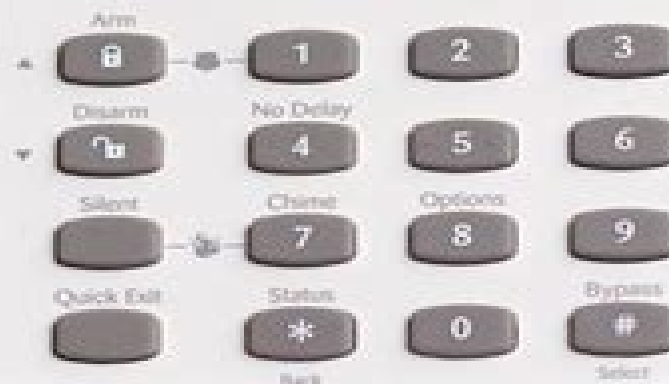 Arm
1 2 3
Disarm No Delay
4 5 6
Silent Chime Options
7 8 9
Quick Exit Status Bypass
* 0 #
Back Select